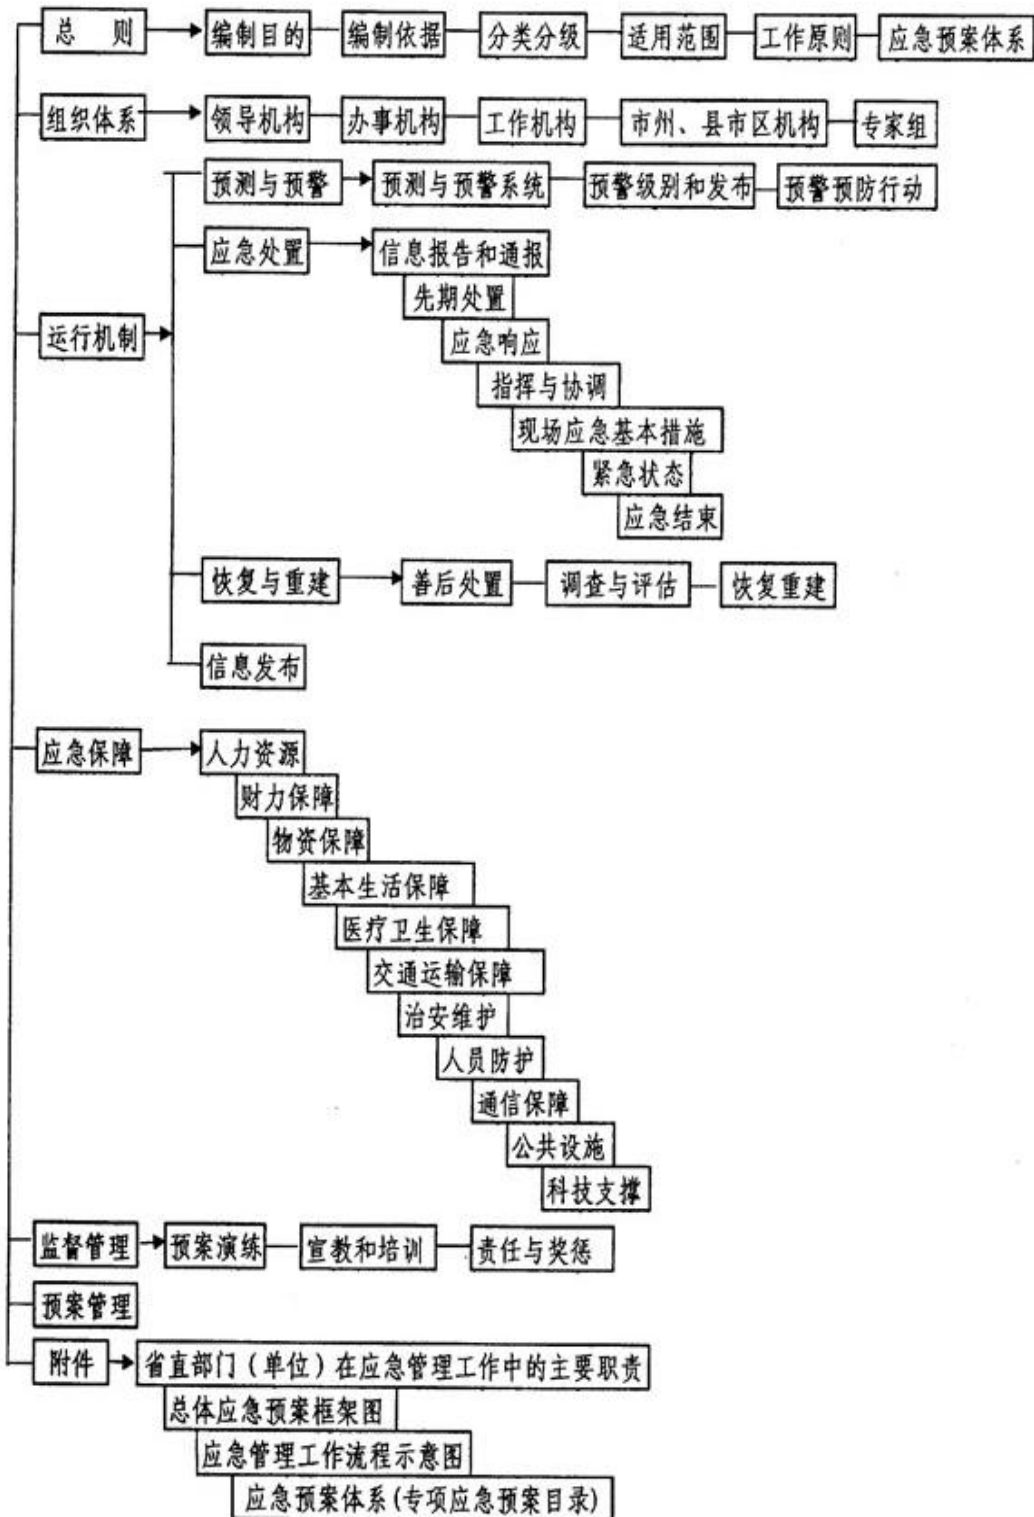 总 则 编制目的 编制依据 分类分级 适用范围 工作原则 应急预案体系
组织体系 领导机构 办事机构 工作机构 市州、县市区机构 专家组
预测与预警 预测与预警系统 预警级别和发布 预警预防行动
应急处置 信息报告和通报
先期处置
运行机制 应急响应
指挥与协调
现场应急基本措施
紧急状态
应急结束
恢复与重建 善后处置 调查与评估 恢复重建
信息发布
应急保障 人力资源
财力保障
物资保障
基本生活保障
医疗卫生保障
交通运输保障
治安维护
人员防护
通信保障
公共设施
科技支撑
监督管理 预案演练 宣教和培训 责任与奖惩
预案管理
附件 省直部门（单位）在应急管理工作中的主要职责
总体应急预案框架图
应急管理工作流程示意图
应急预案体系(专项应急预案目录)